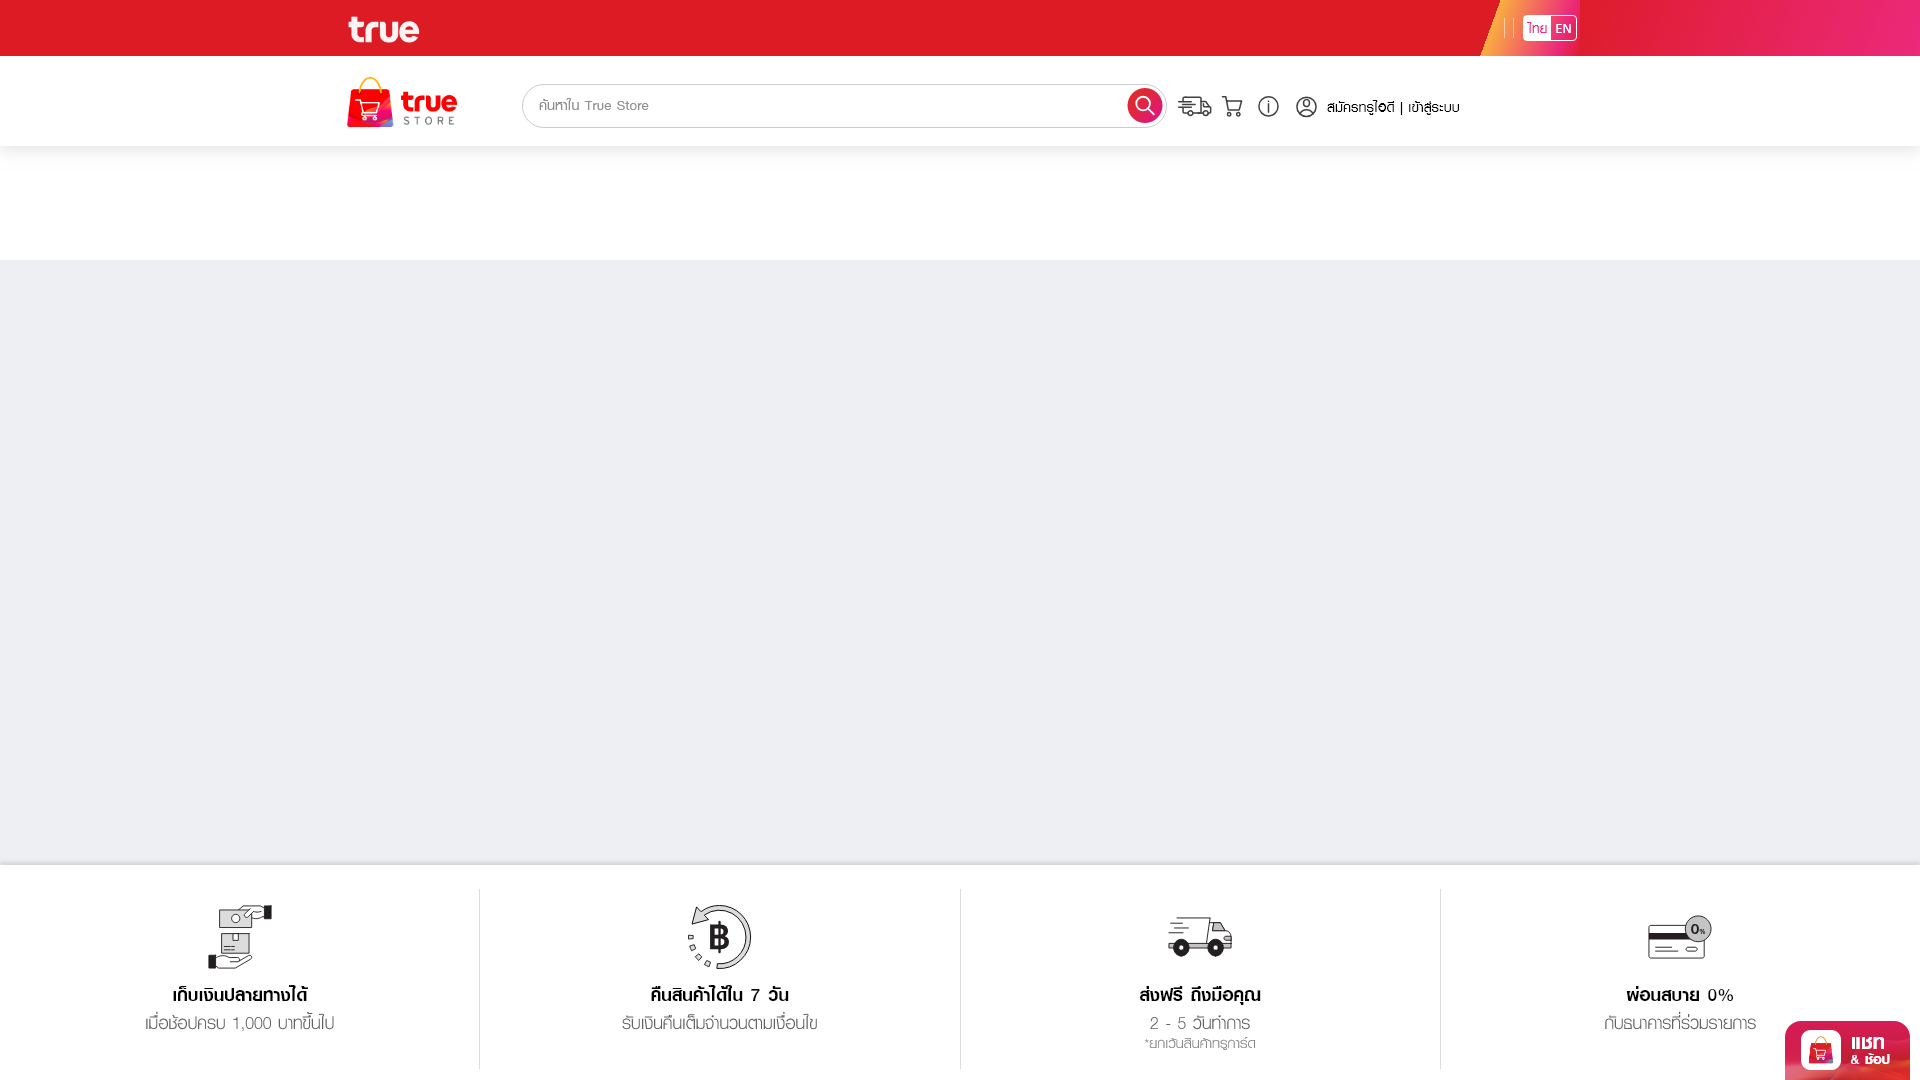 true
ไทย EN
true
STORE
ค้นหาใน True Store
สมัครทรูไอดี | เข้าสู่ระบบ
฿
0%
เก็บเงินปลายทางได้
เมื่อช้อปครบ 1,000 บาทขึ้นไป
คืนสินค้าได้ใน 7 วัน
รับเงินคืนเต็มจำนวนตามเงื่อนไข
ส่งฟรี ถึงมือคุณ
2 - 5 วันทำการ
*ยกเว้นสินค้าทรูการ์ด
ผ่อนสบาย 0%
กับธนาคารที่ร่วมรายการ
แชท
& ช้อป